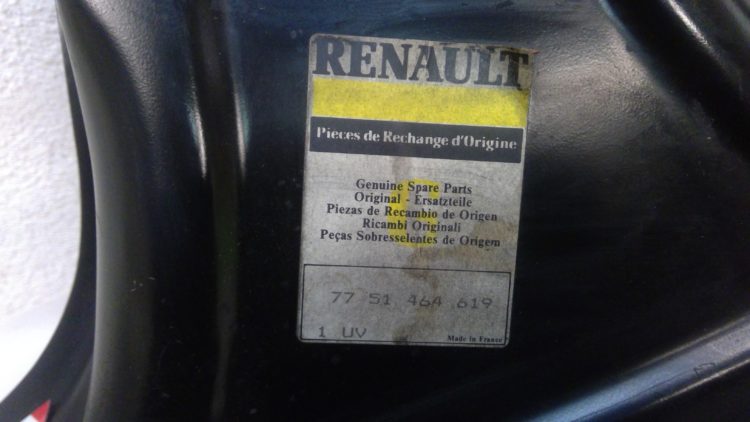 RENAULT
Pieces de Rechange d'Origine
Genuine Spare Parts
Original - Ersatzteile
Piezas de Recambio de Origen
Ricambi Originali
Peças Sobresselentes de Origem
77 51 464 619
1 UV
Made in France